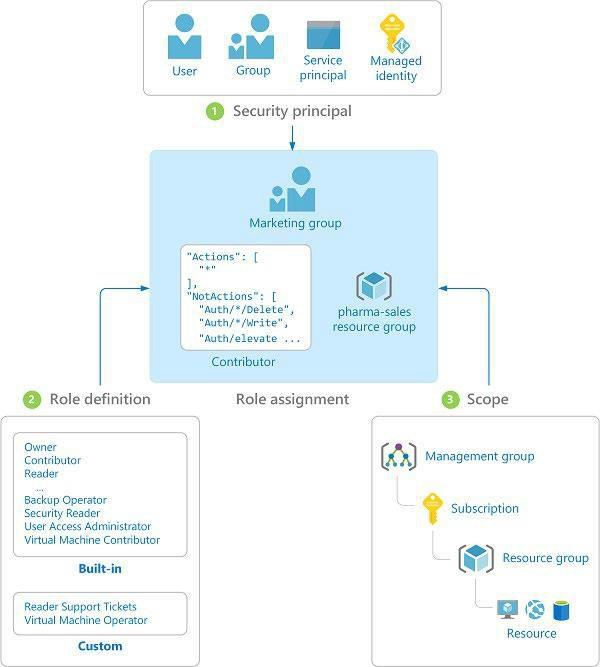 User
Group
Service
principal
Managed
identity
1 Security principal
Marketing group
"Actions": [
"*"
],
"NotActions": [
"Auth/*/Delete",
"Auth/*/Write",
"Auth/elevate ...
Contributor
pharma-sales
resource group
2 Role definition
Role assignment
3 Scope
Owner
Contributor
Reader
...
Backup Operator
Security Reader
User Access Administrator
Virtual Machine Contributor
Built-in
Reader Support Tickets
Virtual Machine Operator
Custom
Management group
Subscription
Resource group
Resource